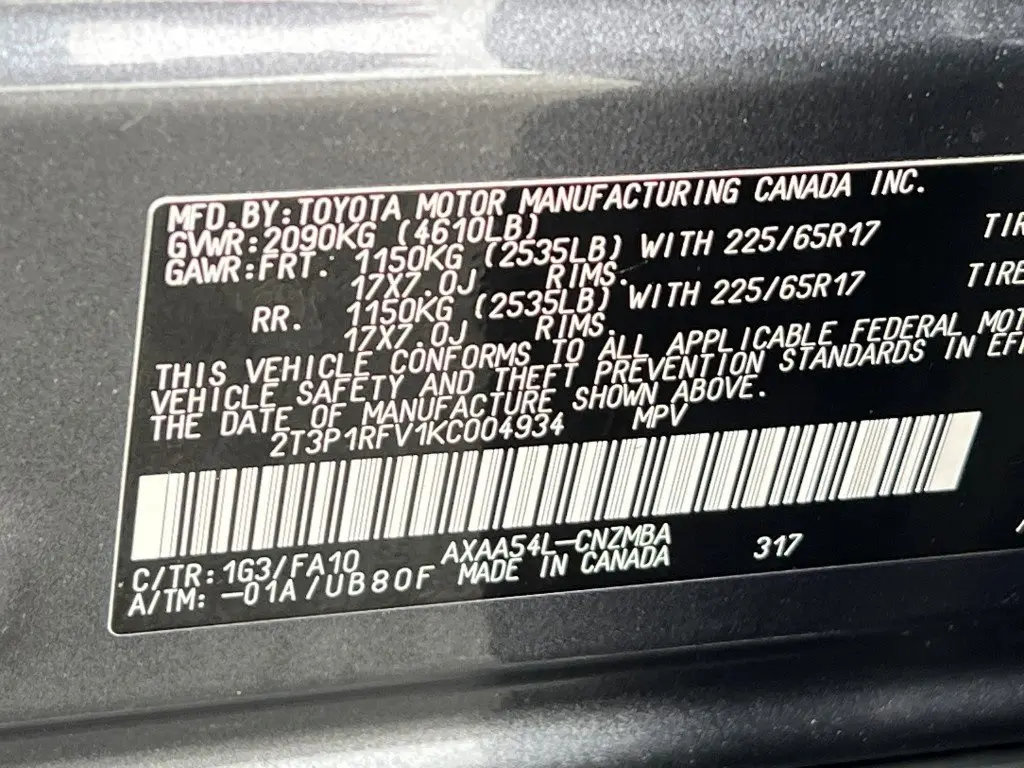 MFD.BY:TOYOTA MOTOR MANUFACTURING CANADA INC.
GVWR:2090KG (4610LB)
GAWR:FRT. 1150KG (2535LB) WITH 225/65R17 TIR
17X7.0J RIMS.
RR. 1150KG (2535LB) WITH 225/65R17 TIRE
17X7.0J RIMS.
THIS VEHICLE CONFORMS TO ALL APPLICABLE FEDERAL MOT
VEHICLE SAFETY AND THEFT PREVENTION STANDARDS IN EFF
THE DATE OF MANUFACTURE SHOWN ABOVE.
2T3P1RFV1KC004934 MPV
C/TR:1G3/FA10 AXAA54L-CNZMBA 317
A/TM:-01A/UB80F MADE IN CANADA